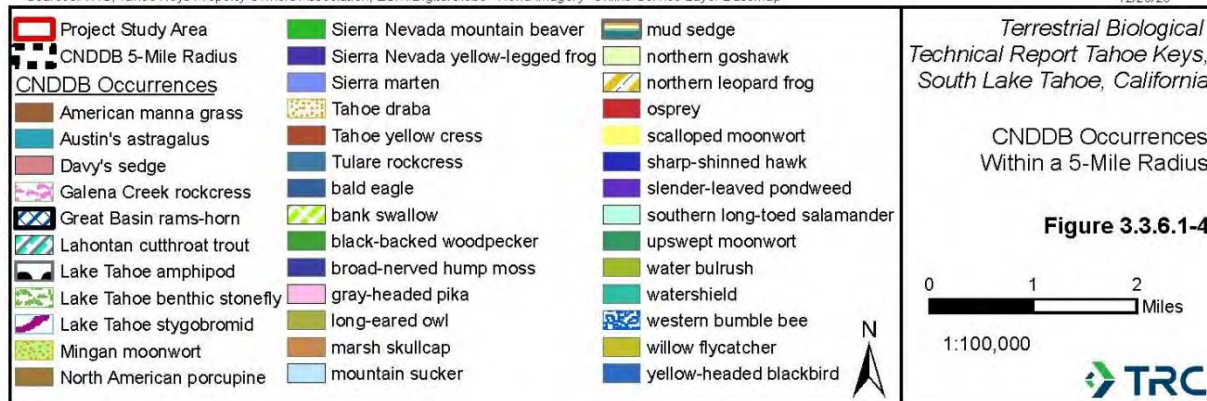 Project Study Area
CNDDB 5-Mile Radius
CNDDB Occurrences
American manna grass
Austin's astragalus
Davy's sedge
Galena Creek rockcress
Great Basin rams-horn
Lahontan cutthroat trout
Lake Tahoe amphipod
Lake Tahoe benthic stonefly
Lake Tahoe stygobromid
Mingan moonwort
North American porcupine
Sierra Nevada mountain beaver
Sierra Nevada yellow-legged frog
Sierra marten
Tahoe draba
Tahoe yellow cress
Tulare rockcress
bald eagle
bank swallow
black-backed woodpecker
broad-nerved hump moss
gray-headed pika
long-eared owl
marsh skullcap
mountain sucker
mud sedge
northern goshawk
northern leopard frog
osprey
scalloped moonwort
sharp-shinned hawk
slender-leaved pondweed
southern long-toed salamander
upswept moonwort
water bulrush
watershield
western bumble bee
willow flycatcher
yellow-headed blackbird
N
Terrestrial Biological
Technical Report Tahoe Keys,
South Lake Tahoe, California
CNDDB Occurrences
Within a 5-Mile Radius
Figure 3.3.6.1-4
0 1 2
Miles
1:100,000
TRC